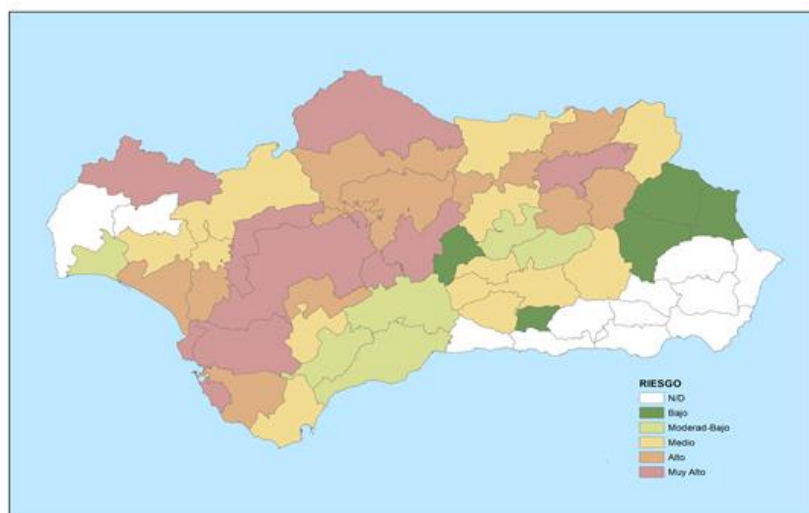 RIESGO
N/D
Bajo
Moderad-Bajo
Medio
Alto
Muy Alto